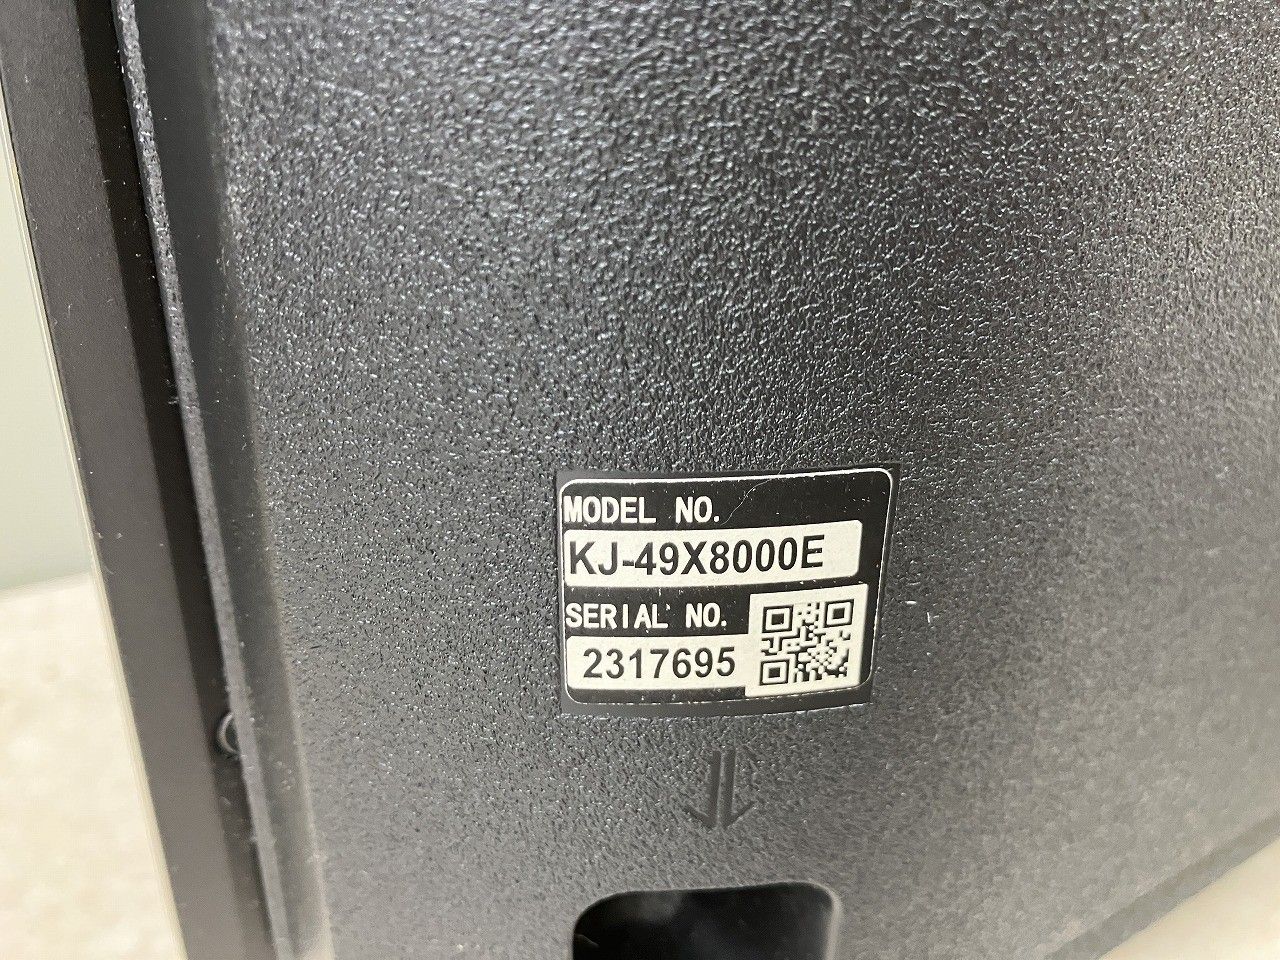 MODEL NO.
KJ-49X8000E
SERIAL NO.
2317695